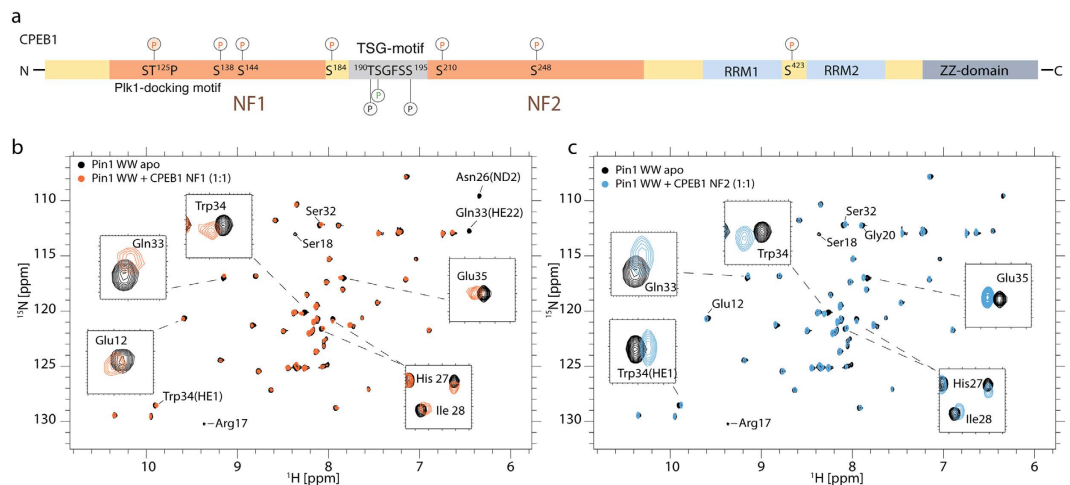 a
CPEB1
P P P P P P P
TSG-motif
N ST¹²⁵P S¹³⁸ S¹⁴⁴ S¹⁸⁴ ¹⁹⁰TSGFSS¹⁹⁵ S²¹⁰ S²⁴⁸ RRM1 S⁴²³ RRM2 ZZ-domain C
Plk1-docking motif
NF1
P P P
NF2
b
Pin1 WW apo
Pin1 WW + CPEB1 NF1 (1:1)
Asn26(ND2)
Gln33(HE22)
Trp34
Ser32
Ser18
Gln33
Glu35
Glu12
His 27
Ile 28
Trp34(HE1)
Arg17
110
115
120
125
130
¹⁵N [ppm]
10 9 8 7 6
¹H [ppm]
c
Pin1 WW apo
Pin1 WW + CPEB1 NF2 (1:1)
Ser32
Ser18
Gly20
Trp34
Gln33
Glu35
Glu12
Trp34(HE1)
His27
Ile28
Arg17
110
115
120
125
130
¹⁵N [ppm]
10 9 8 7 6
¹H [ppm]